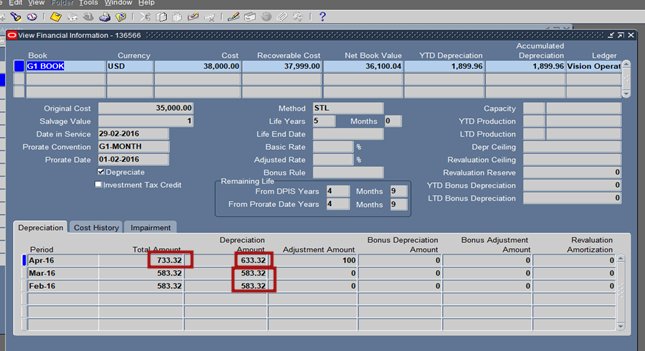 Edit View Folder Tools Window Help
View Financial Information - 136566
Book Currency Cost Recoverable Cost Net Book Value YTD Depreciation Accumulated Depreciation Ledger
G1 BOOK USD 38,000.00 37,999.00 36,100.04 1,899.96 1,899.96 Vision Operat
Original Cost 35,000.00 Method STL Capacity
Salvage Value 1 Life Years 5 Months 0 YTD Production
Date in Service 29-02-2016 Life End Date LTD Production
Prorate Convention G1-MONTH Basic Rate % Depr Ceiling
Prorate Date 01-02-2016 Adjusted Rate % Revaluation Ceiling
Depreciate Bonus Rule Revaluation Reserve 0
Investment Tax Credit Remaining Life YTD Bonus Depreciation 0
From DPIS Years 4 Months 9 LTD Bonus Depreciation 0
From Prorate Date Years 4 Months 9
Depreciation Cost History Impairment
Period Total Amount Depreciation Amount Adjustment Amount Bonus Depreciation Amount Bonus Adjustment Amount Revaluation Amortization
Apr-16 733.32 633.32 100 0 0 0
Mar-16 583.32 583.32 0 0 0 0
Feb-16 583.32 583.32 0 0 0 0